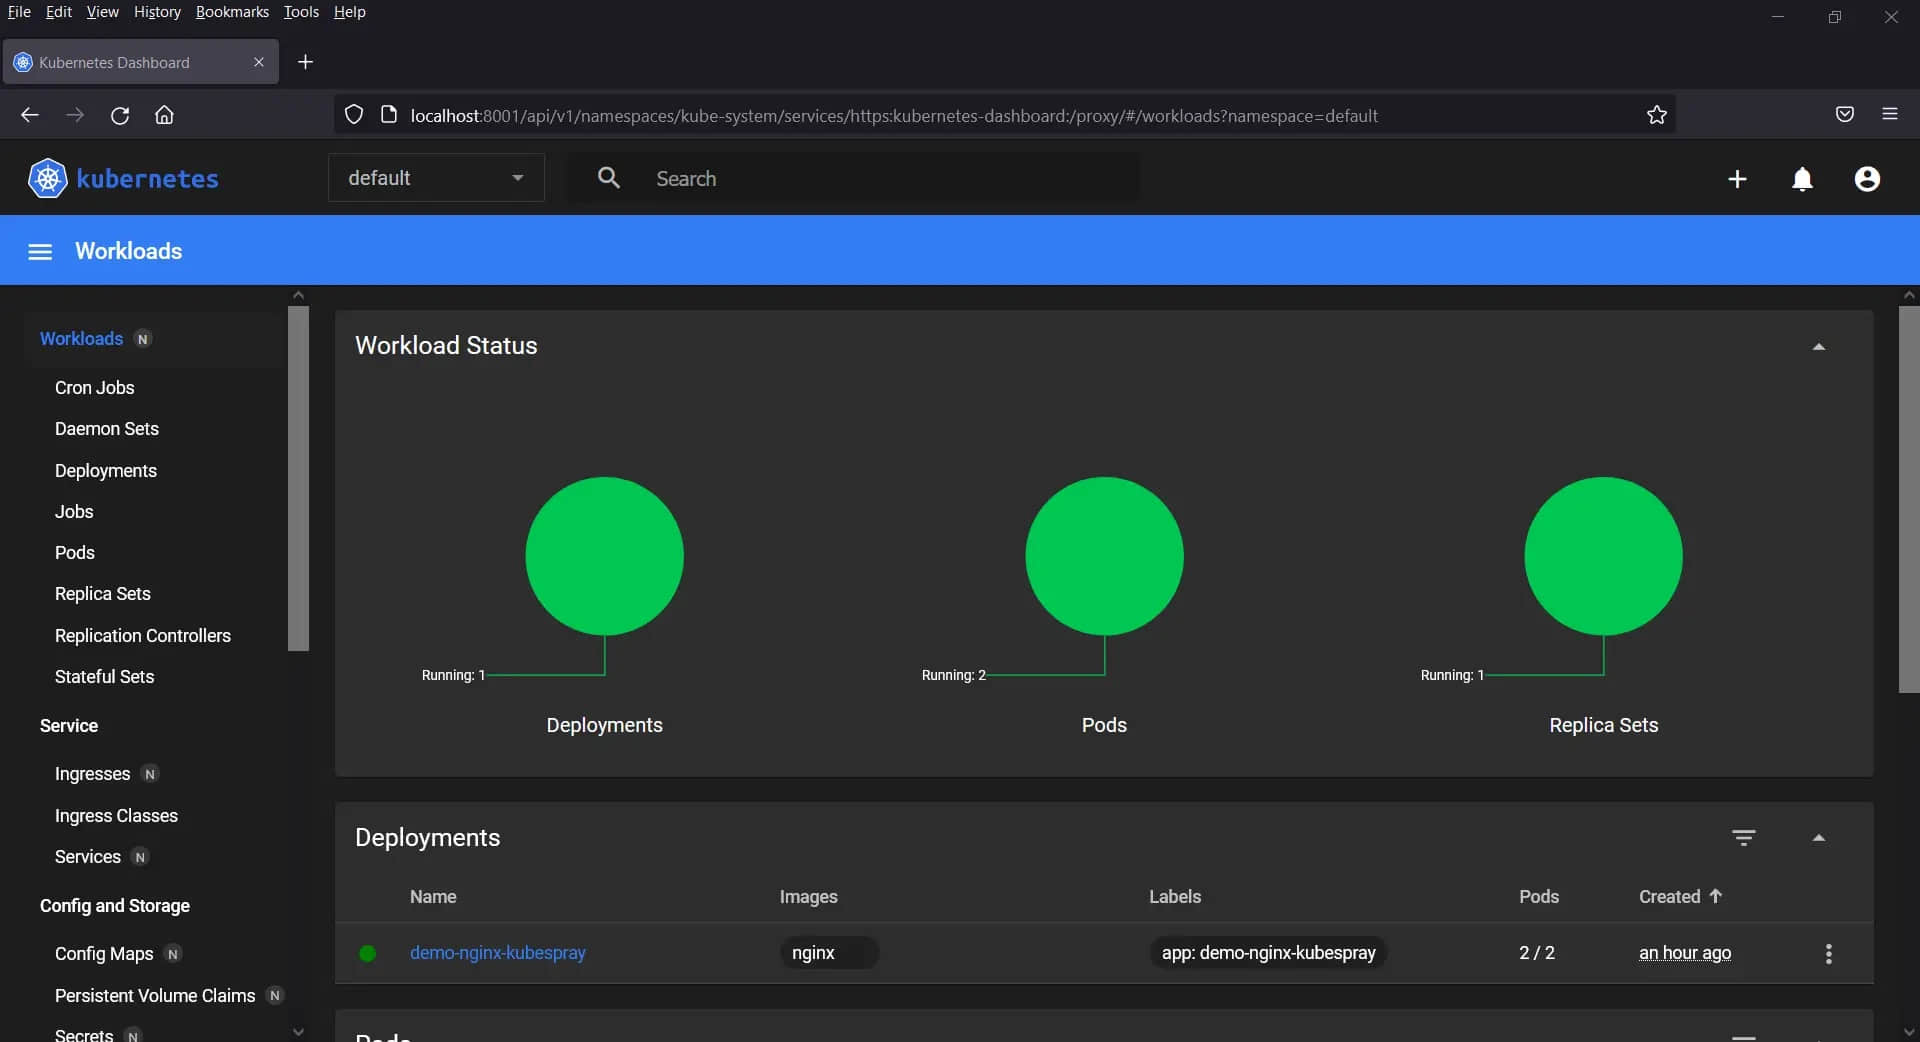 File Edit View History Bookmarks Tools Help
Kubernetes Dashboard
localhost:8001/api/v1/namespaces/kube-system/services/https:kubernetes-dashboard:/proxy/#/workloads?namespace=default
kubernetes
default
Search
Workloads
Workloads N
Cron Jobs
Daemon Sets
Deployments
Jobs
Pods
Replica Sets
Replication Controllers
Stateful Sets
Service
Ingresses N
Ingress Classes
Services N
Config and Storage
Config Maps N
Persistent Volume Claims N
Secrets N
Workload Status
Running: 1
Deployments
Running: 2
Pods
Running: 1
Replica Sets
Deployments
Name Images Labels Pods Created
demo-nginx-kubespray nginx app: demo-nginx-kubespray 2 / 2 an hour ago
Pods